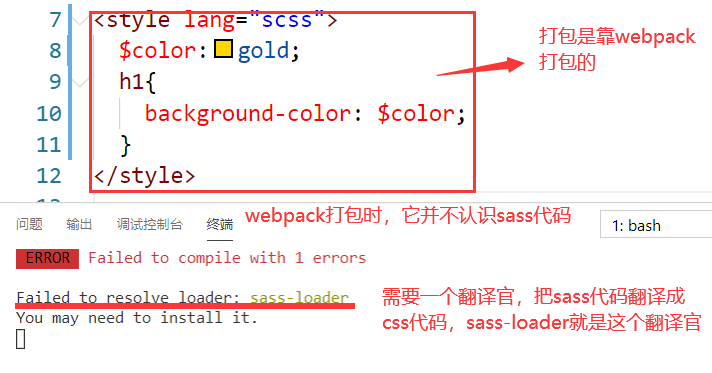 7 <style lang="scss">
8 $color: gold;
9 h1{
10 background-color: $color;
11 }
12 </style>
打包是靠webpack
打包的
webpack打包时，它并不认识sass代码
问题 输出 调试控制台 终端 1: bash
ERROR Failed to compile with 1 errors
Failed to resolve loader: sass-loader
You may need to install it.
需要一个翻译官，把sass代码翻译成
css代码，sass-loader就是这个翻译官